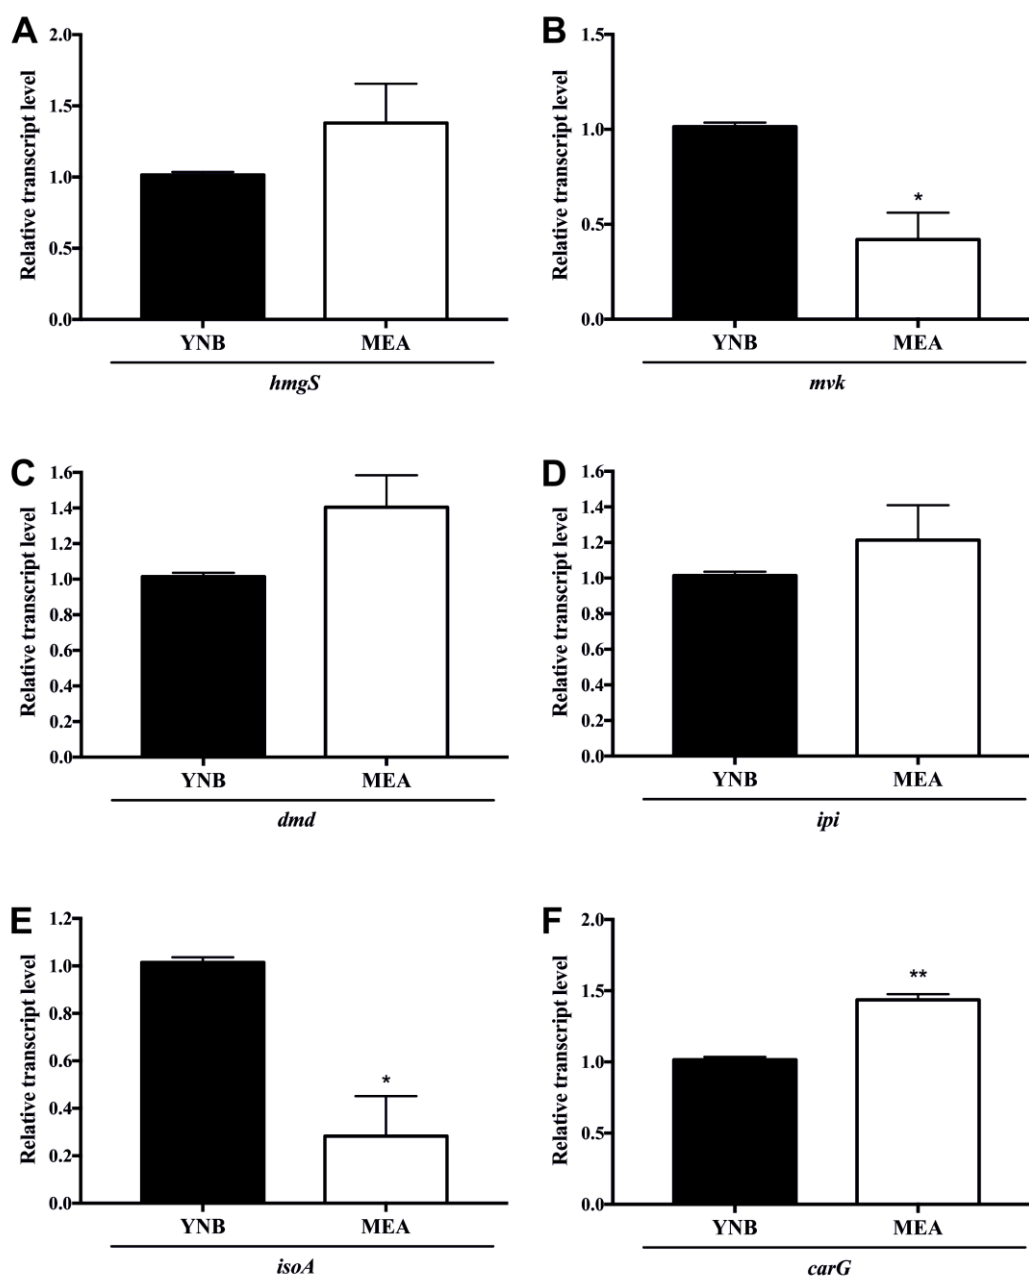 A
Relative transcript level
2.0
1.5
1.0
0.5
0.0
YNB MEA
hmgS
B
Relative transcript level
1.5
1.0
0.5
0.0
*
YNB MEA
mvk
C
Relative transcript level
1.6
1.4
1.2
1.0
0.8
0.6
0.4
0.2
0.0
YNB MEA
dmd
D
Relative transcript level
1.6
1.4
1.2
1.0
0.8
0.6
0.4
0.2
0.0
YNB MEA
ipi
E
Relative transcript level
1.2
1.0
0.8
0.6
0.4
0.2
0.0
*
YNB MEA
isoA
F
Relative transcript level
2.0
1.5
1.0
0.5
0.0
**
YNB MEA
carG